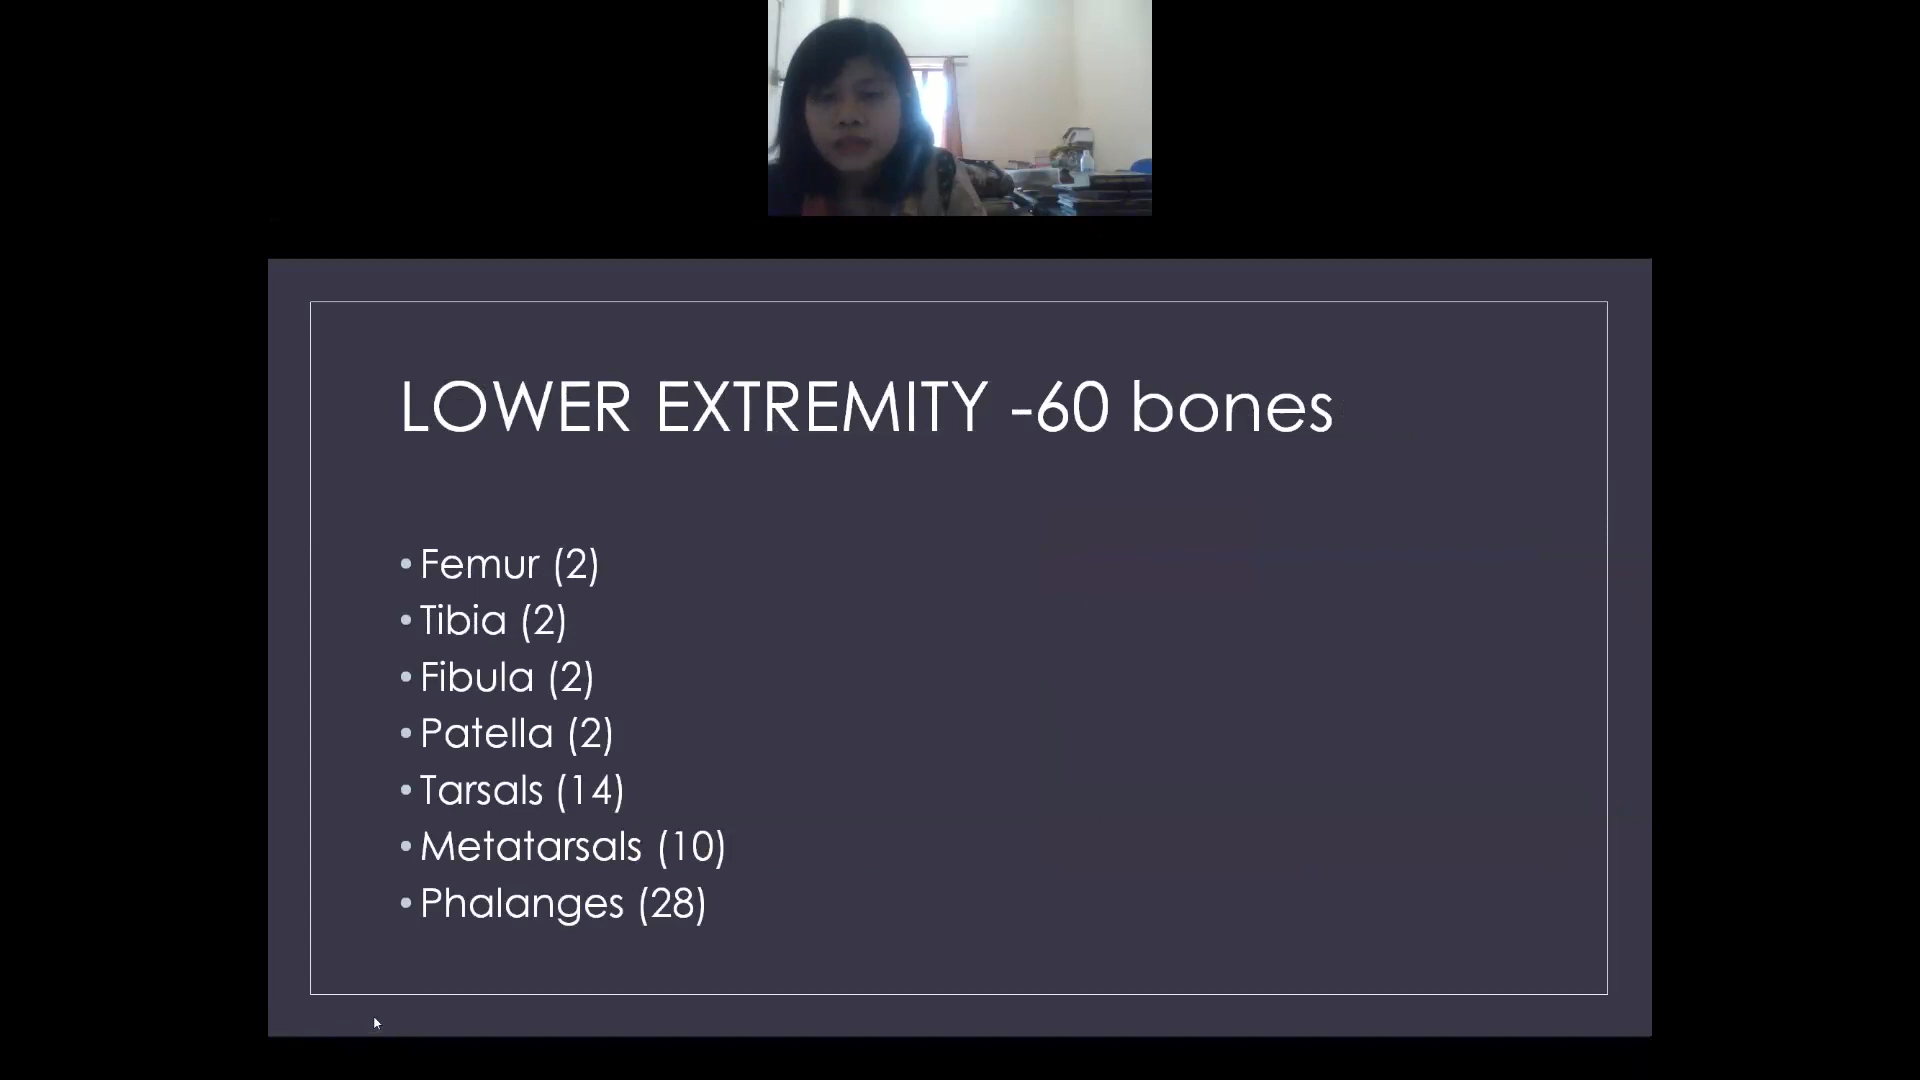 LOWER EXTREMITY -60 bones
• Femur (2)
• Tibia (2)
• Fibula (2)
• Patella (2)
• Tarsals (14)
• Metatarsals (10)
• Phalanges (28)